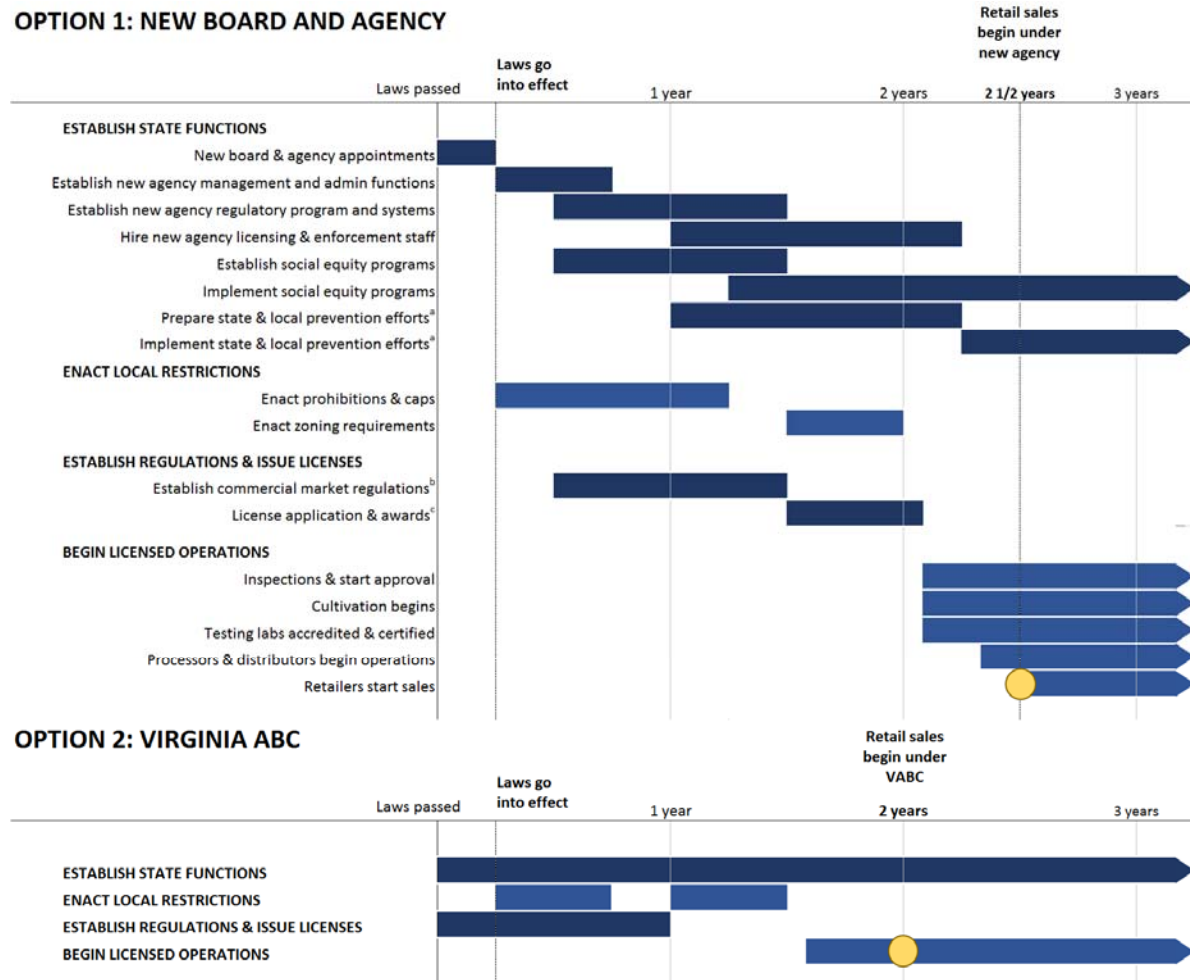 OPTION 1: NEW BOARD AND AGENCY
Retail sales
begin under
new agency
Laws passed
Laws go
into effect
1 year
2 years
2 1/2 years
3 years
ESTABLISH STATE FUNCTIONS
New board & agency appointments
Establish new agency management and admin functions
Establish new agency regulatory program and systems
Hire new agency licensing & enforcement staff
Establish social equity programs
Implement social equity programs
Prepare state & local prevention efforts^a
Implement state & local prevention efforts^a
ENACT LOCAL RESTRICTIONS
Enact prohibitions & caps
Enact zoning requirements
ESTABLISH REGULATIONS & ISSUE LICENSES
Establish commercial market regulations^b
License application & awards^c
BEGIN LICENSED OPERATIONS
Inspections & start approval
Cultivation begins
Testing labs accredited & certified
Processors & distributors begin operations
Retailers start sales
OPTION 2: VIRGINIA ABC
Retail sales
begin under
VABC
Laws passed
Laws go
into effect
1 year
2 years
3 years
ESTABLISH STATE FUNCTIONS
ENACT LOCAL RESTRICTIONS
ESTABLISH REGULATIONS & ISSUE LICENSES
BEGIN LICENSED OPERATIONS